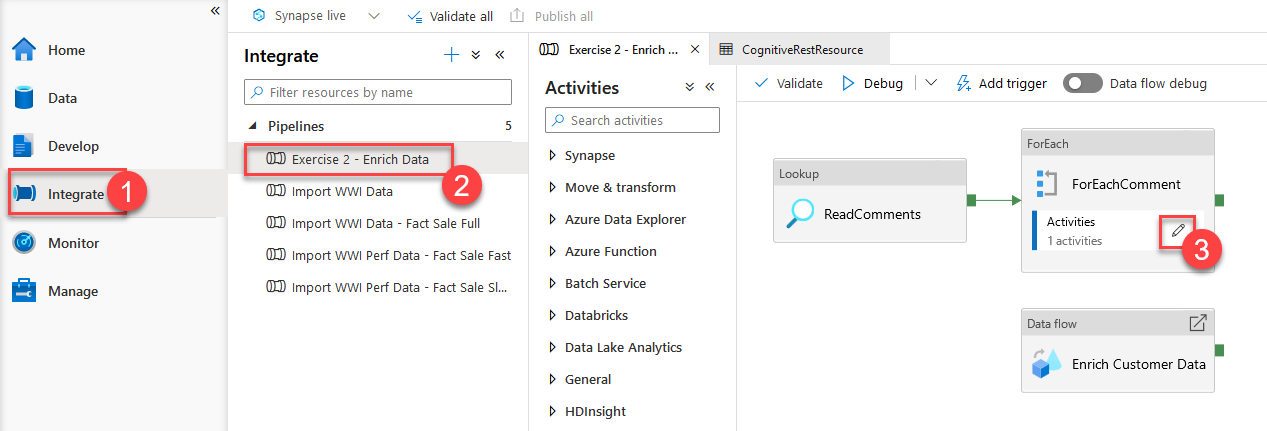 «
Home
Data
Develop
Integrate
1
Monitor
Manage
Synapse live
Validate all
Publish all
Integrate
«
Filter resources by name
Pipelines 5
Exercise 2 - Enrich Data
2
Import WWI Data
Import WWI Data - Fact Sale Full
Import WWI Perf Data - Fact Sale Fast
Import WWI Perf Data - Fact Sale Sl...
Exercise 2 - Enrich ...
CognitiveRestResource
Activities
«
Search activities
Synapse
Move & transform
Azure Data Explorer
Azure Function
Batch Service
Databricks
Data Lake Analytics
General
HDInsight
Validate
Debug
Add trigger
Data flow debug
Lookup
ReadComments
ForEach
ForEachComment
Activities
1 activities
3
Data flow
Enrich Customer Data